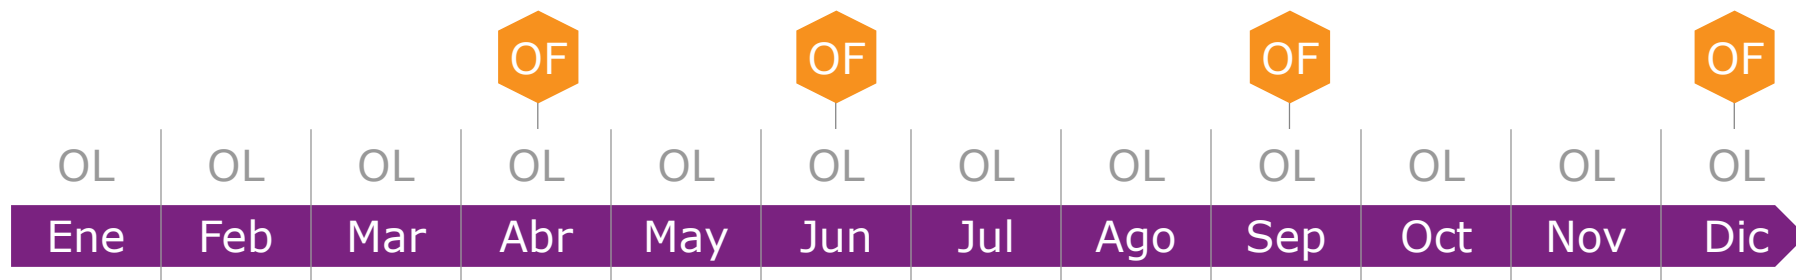 OF OF OF OF
OL OL OL OL OL OL OL OL OL OL OL OL
Ene Feb Mar Abr May Jun Jul Ago Sep Oct Nov Dic